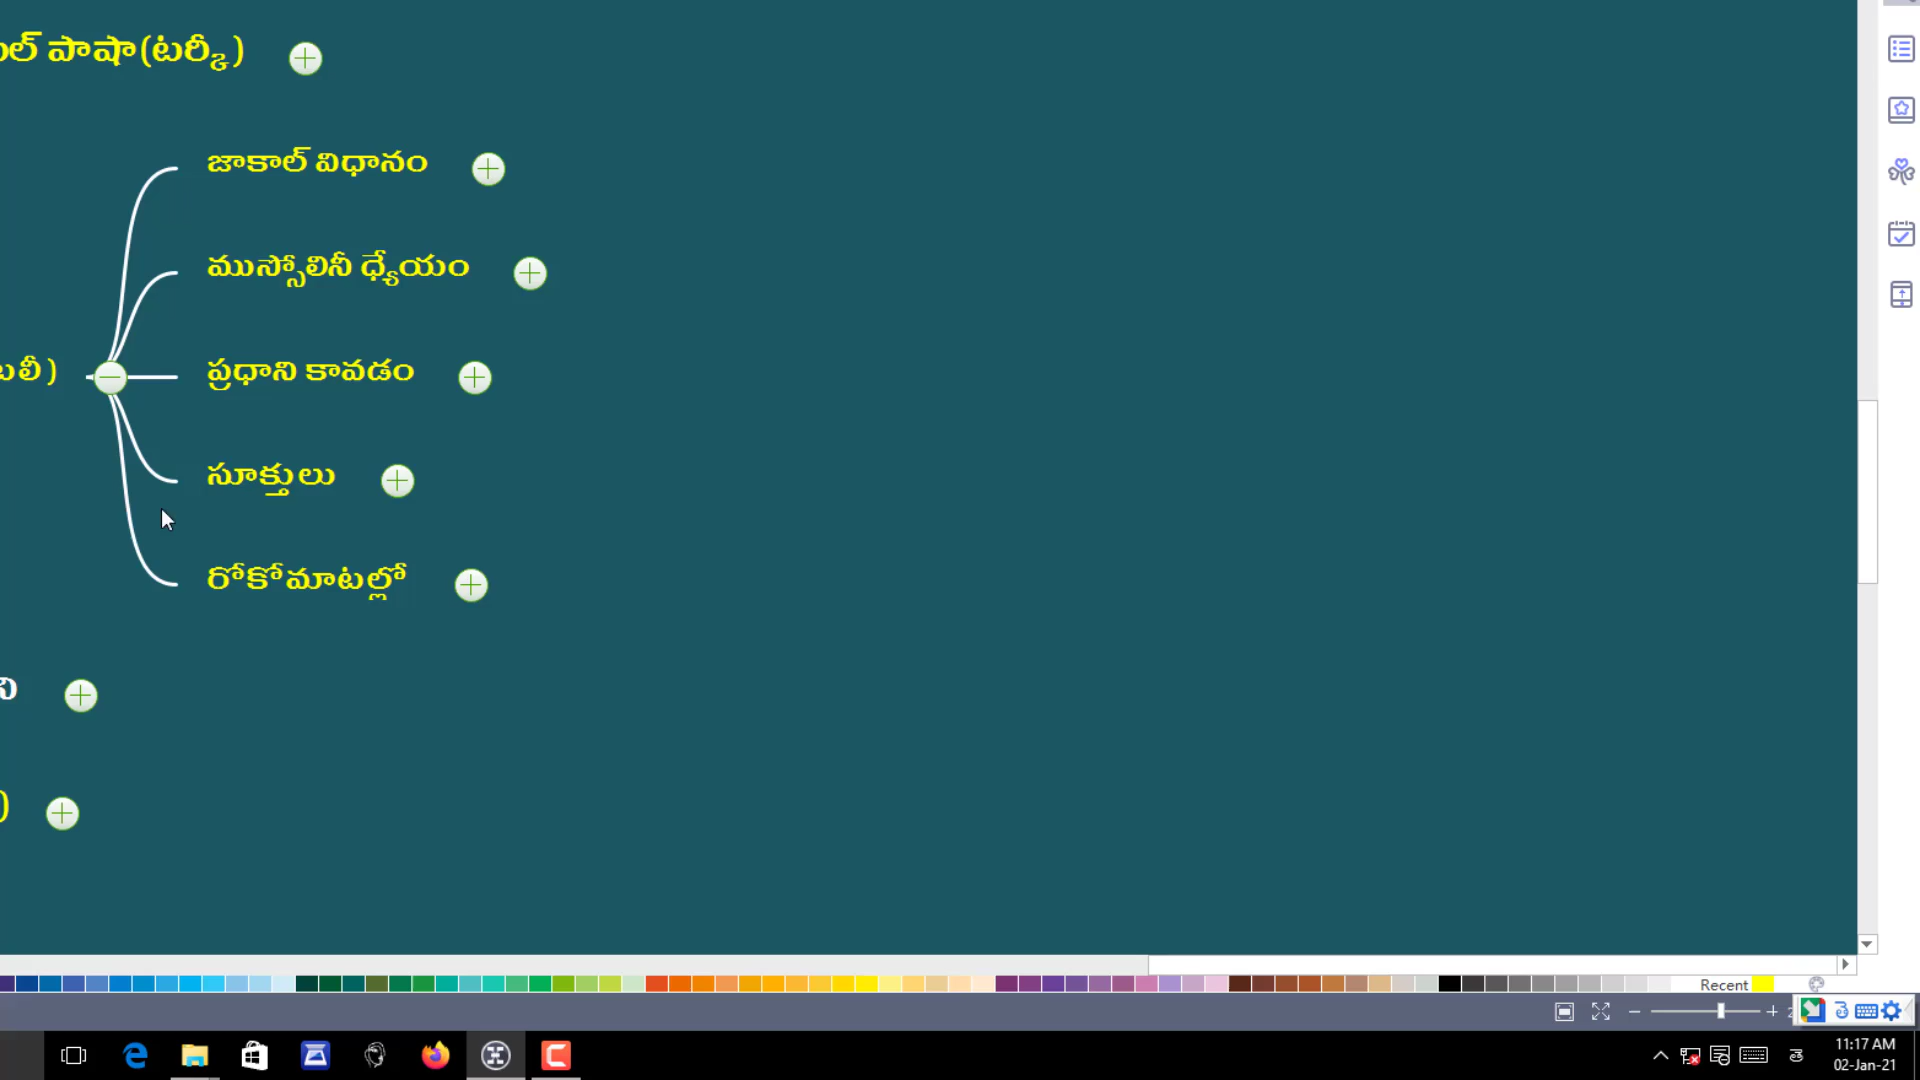 పాషా(టర్కీ)
జాకాల్ విధానం
ముస్సోలినీ ధ్యేయం
ప్రధాని కావడం
సూక్తులు
రోకోమాటల్లో
Recent
11:17 AM
02-Jan-21